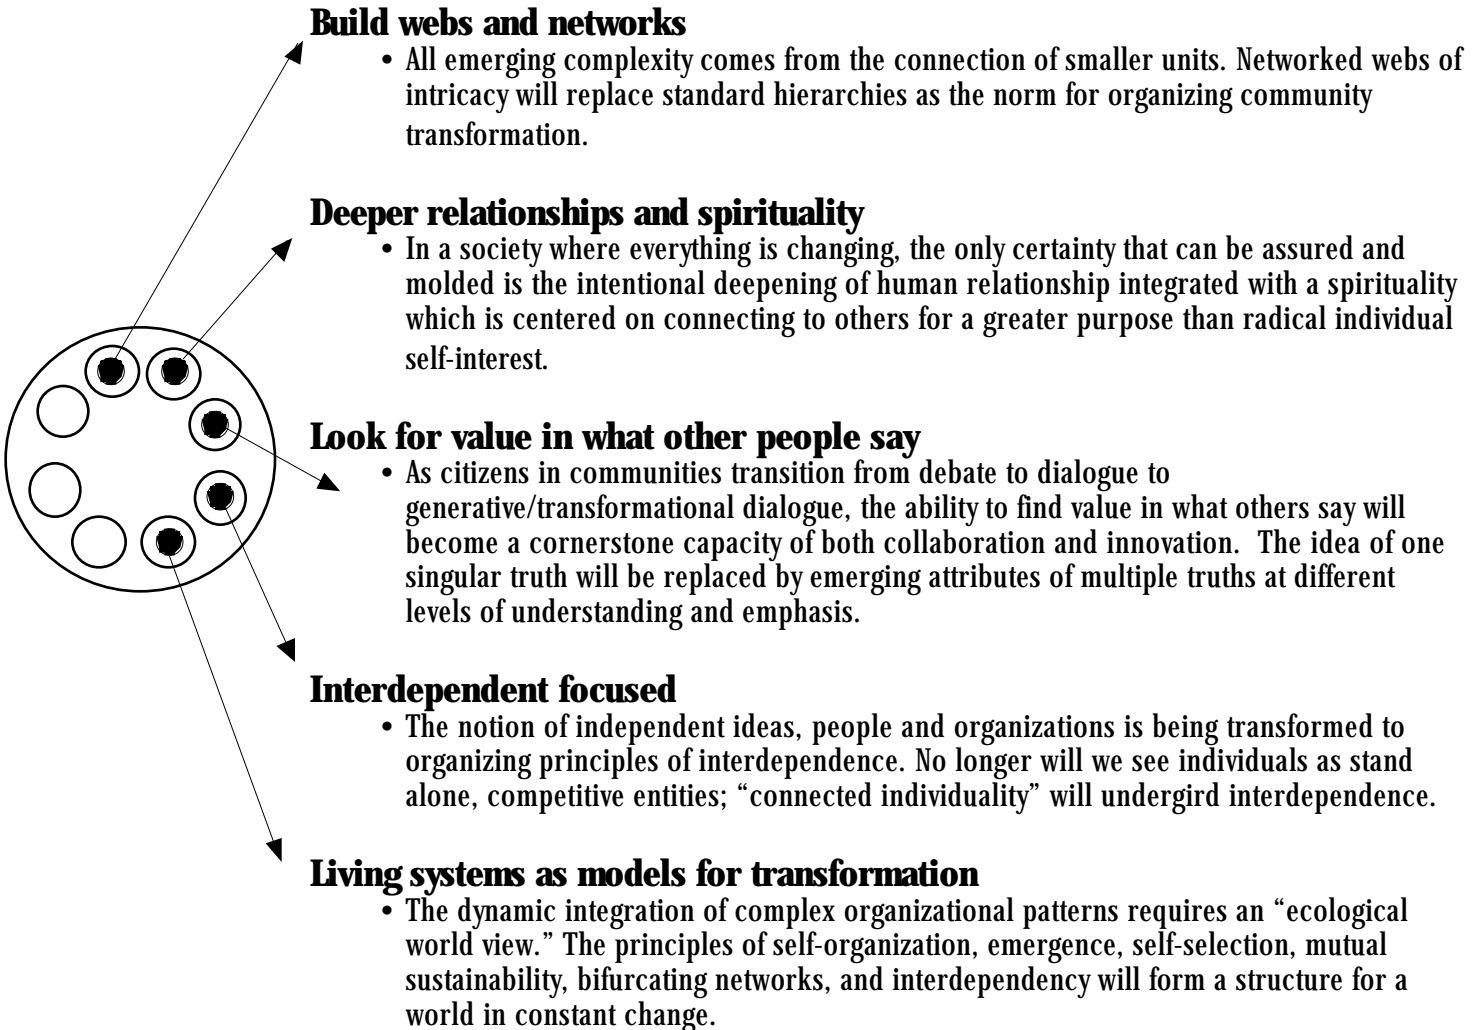 Build webs and networks
• All emerging complexity comes from the connection of smaller units. Networked webs of
intricacy will replace standard hierarchies as the norm for organizing community
transformation.
Deeper relationships and spirituality
• In a society where everything is changing, the only certainty that can be assured and
molded is the intentional deepening of human relationship integrated with a spirituality
which is centered on connecting to others for a greater purpose than radical individual
self-interest.
Look for value in what other people say
• As citizens in communities transition from debate to dialogue to
generative/transformational dialogue, the ability to find value in what others say will
become a cornerstone capacity of both collaboration and innovation.  The idea of one
singular truth will be replaced by emerging attributes of multiple truths at different
levels of understanding and emphasis.
Interdependent focused
• The notion of independent ideas, people and organizations is being transformed to
organizing principles of interdependence. No longer will we see individuals as stand
alone, competitive entities; “connected individuality” will undergird interdependence.
Living systems as models for transformation
• The dynamic integration of complex organizational patterns requires an “ecological
world view.” The principles of self-organization, emergence, self-selection, mutual
sustainability, bifurcating networks, and interdependency will form a structure for a
world in constant change.